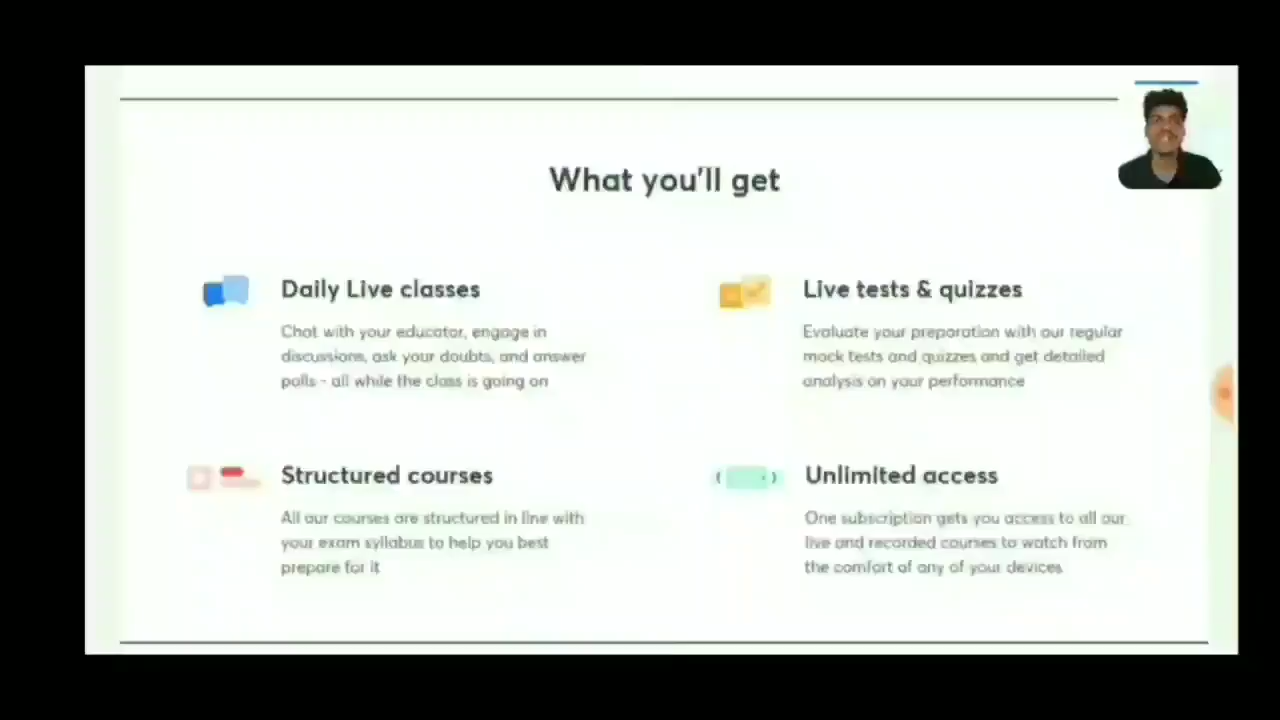 What you'll get
Daily Live classes
Chat with your educator, engage in
discussions, ask your doubts, and answer
polls - all while the class is going on
Live tests & quizzes
Evaluate your preparation with our regular
mock tests and quizzes and get detailed
analysis on your performance
Structured courses
All our courses are structured in line with
your exam syllabus to help you best
prepare for it
Unlimited access
One subscription gets you access to all our
live and recorded courses to watch from
the comfort of any of your devices